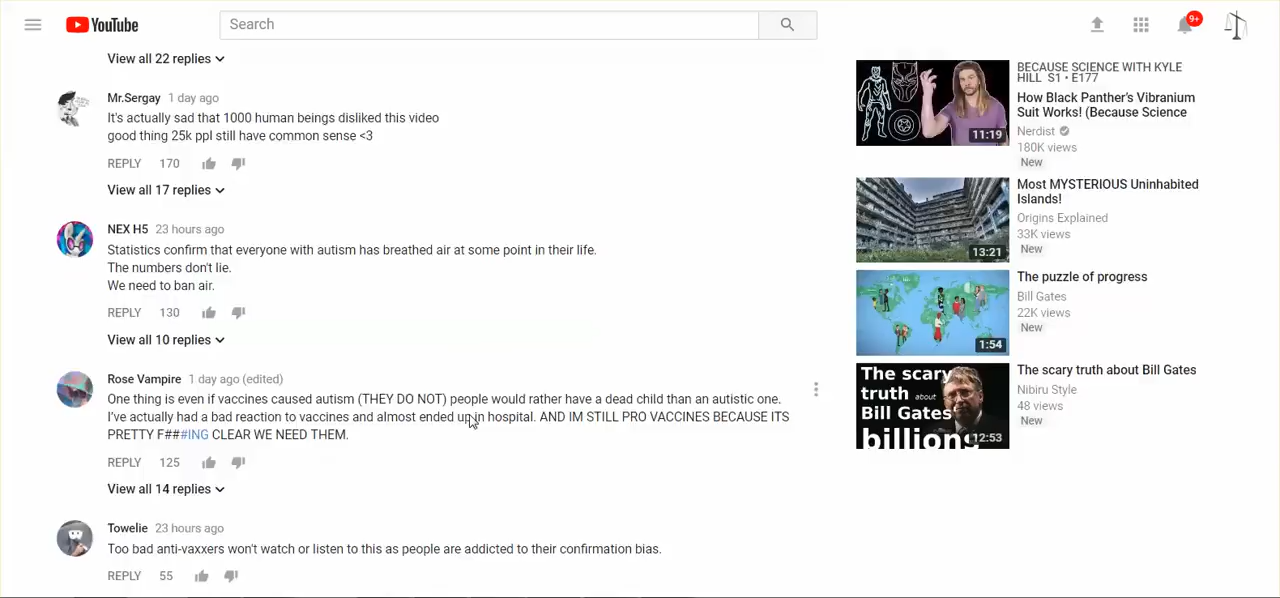 YouTube
Search
9+
View all 22 replies
Mr.Sergay 1 day ago
It's actually sad that 1000 human beings disliked this video
good thing 25k ppl still have common sense <3
REPLY 170
View all 17 replies
NEX H5 23 hours ago
Statistics confirm that everyone with autism has breathed air at some point in their life.
The numbers don't lie.
We need to ban air.
REPLY 130
View all 10 replies
Rose Vampire 1 day ago (edited)
One thing is even if vaccines caused autism (THEY DO NOT) people would rather have a dead child than an autistic one.
I've actually had a bad reaction to vaccines and almost ended up in hospital. AND IM STILL PRO VACCINES BECAUSE ITS
PRETTY F###ING CLEAR WE NEED THEM.
REPLY 125
View all 14 replies
Towelie 23 hours ago
Too bad anti-vaxxers won't watch or listen to this as people are addicted to their confirmation bias.
REPLY 55
11:19
BECAUSE SCIENCE WITH KYLE
HILL S1 • E177
How Black Panther's Vibranium
Suit Works! (Because Science
Nerdist
180K views
New
13:21
Most MYSTERIOUS Uninhabited
Islands!
Origins Explained
33K views
New
1:54
The puzzle of progress
Bill Gates
22K views
New
The scary
truth about
Bill Gates
billions
12:53
The scary truth about Bill Gates
Nibiru Style
48 views
New